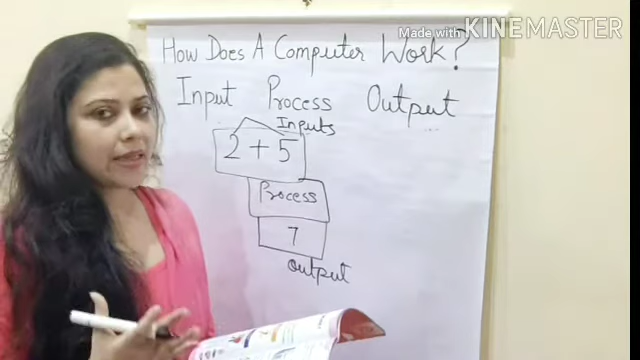 Made with KINEMASTER
How Does A Computer Work?
Input Process Output
Inputs
2 + 5
Process
7
output